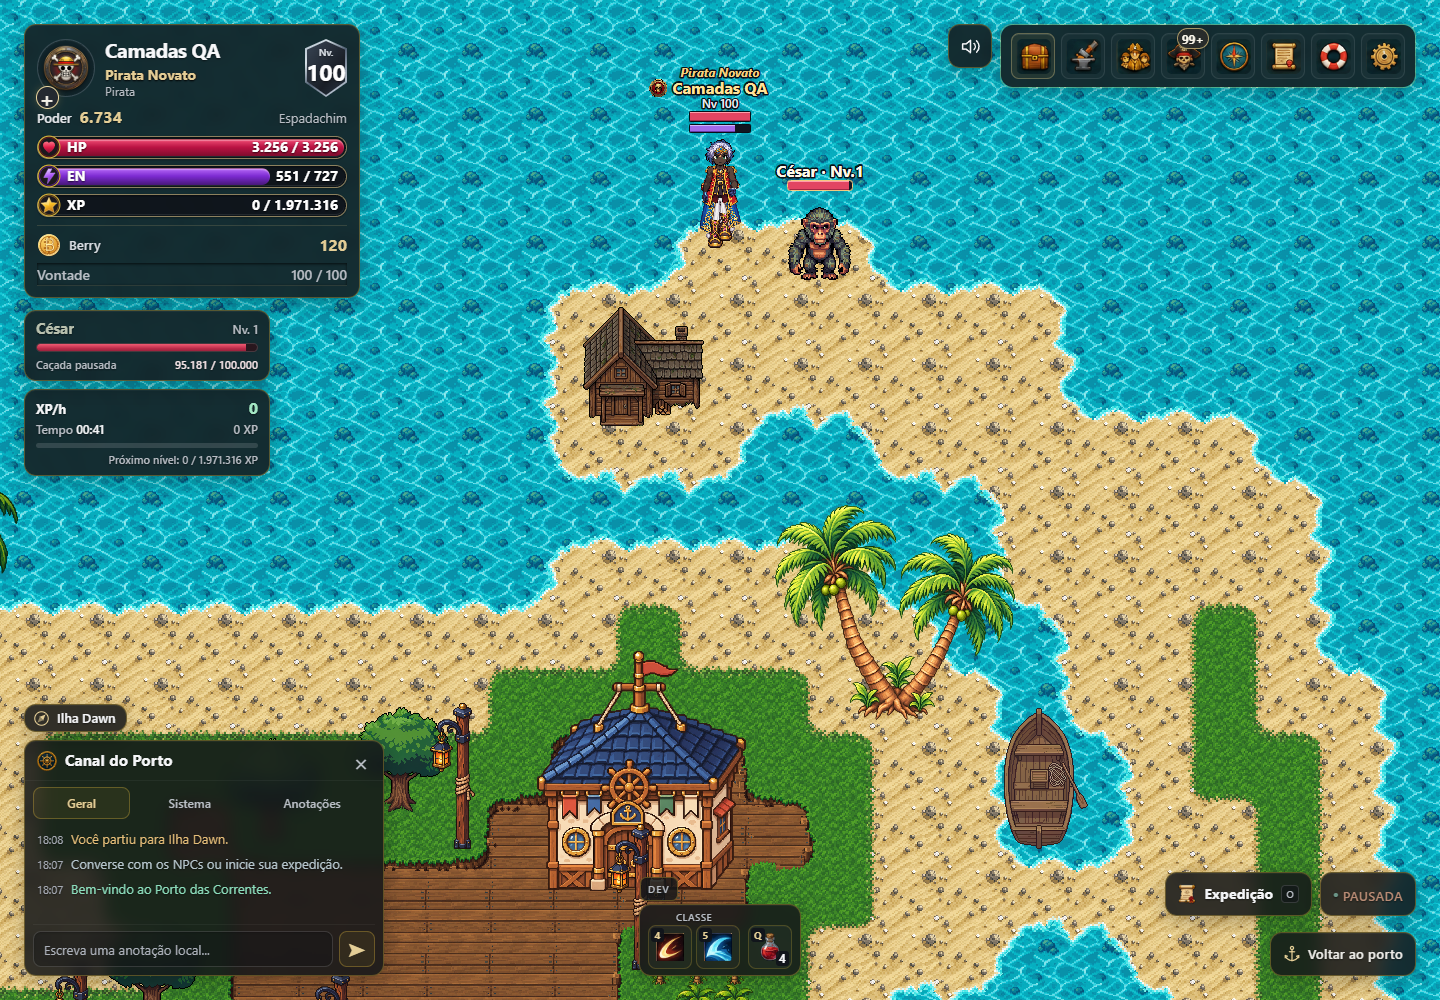 Camadas QA
Pirata Novato
Pirata
Nv.
100
+
Poder 6.734
Espadachim
HP 3.256 / 3.256
EN 551 / 727
XP 0 / 1.971.316
Berry 120
Vontade 100 / 100
César Nv. 1
Caçada pausada 95.181 / 100.000
XP/h 0
Tempo 00:41 0 XP
Próximo nível: 0 / 1.971.316 XP
99+
Pirata Novato
Camadas QA
Nv 100
César · Nv.1
Ilha Dawn
Canal do Porto
Geral Sistema Anotações
18:08 Você partiu para Ilha Dawn.
18:07 Converse com os NPCs ou inicie sua expedição.
18:07 Bem-vindo ao Porto das Correntes.
Escreva uma anotação local...
DEV
CLASSE
4 5 Q 4
Expedição O
• PAUSADA
Voltar ao porto